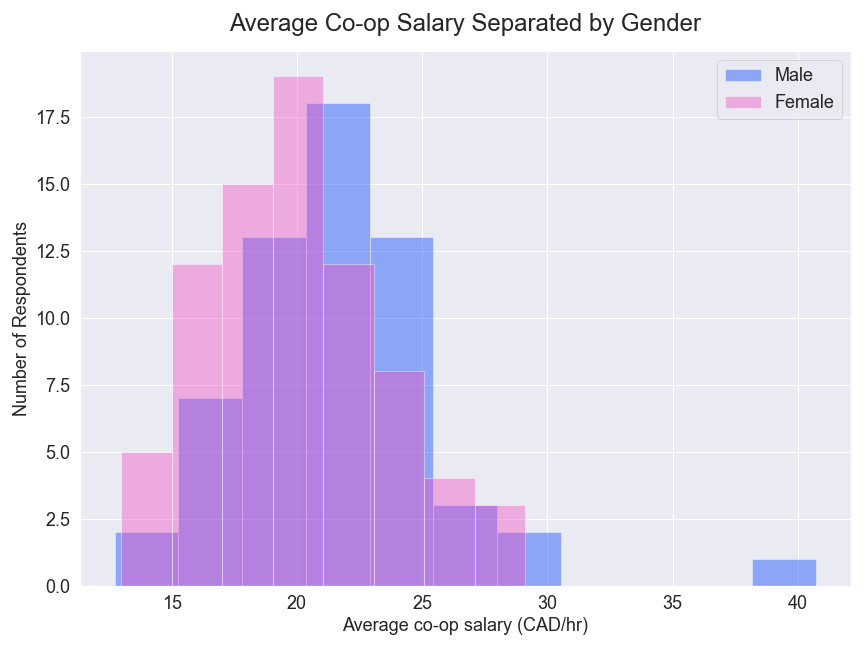 Average Co-op Salary Separated by Gender
Male
Female
Number of Respondents
17.5
15.0
12.5
10.0
7.5
5.0
2.5
0.0
15 20 25 30 35 40
Average co-op salary (CAD/hr)